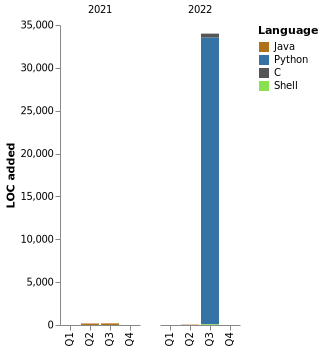 2021
2022
LOC added
35,000
30,000
25,000
20,000
15,000
10,000
5,000
0
Q1
Q2
Q3
Q4
Q1
Q2
Q3
Q4
Language
Java
Python
C
Shell